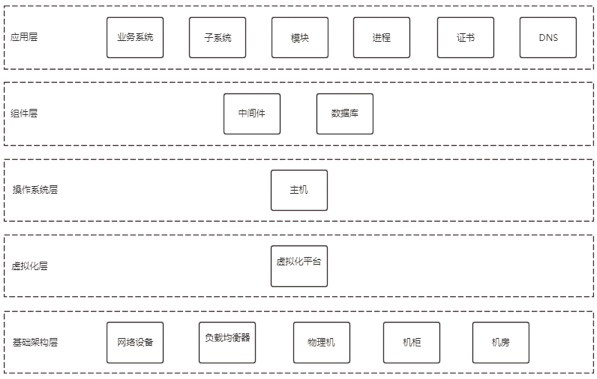 应用层 业务系统 子系统 模块 进程 证书 DNS
组件层 中间件 数据库
操作系统层 主机
虚拟化层 虚拟化平台
基础架构层 网络设备 负载均衡器 物理机 机柜 机房